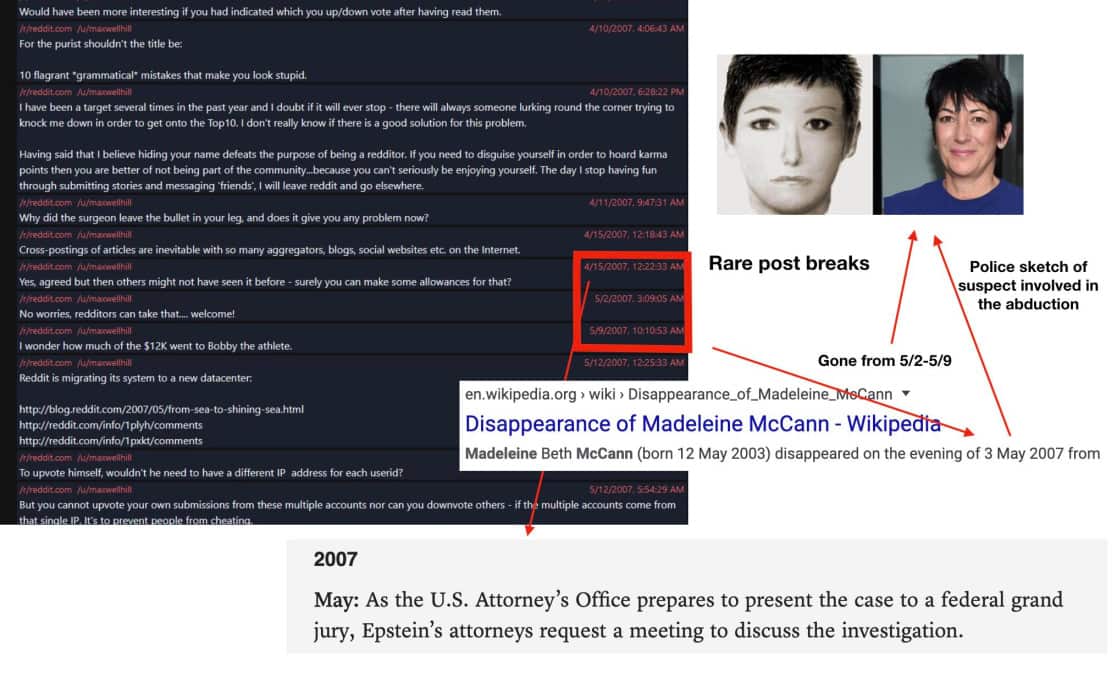 Would have been more interesting if you had indicated which you up/down vote after having read them.
/r/reddit.com /u/maxwellhill 4/10/2007, 4:06:43 AM
For the purist shouldn't the title be:
10 flagrant *grammatical* mistakes that make you look stupid.
/r/reddit.com /u/maxwellhill 4/10/2007, 6:28:22 PM
I have been a target several times in the past year and I doubt if it will ever stop - there will always someone lurking round the corner trying to
knock me down in order to get onto the Top10. I don't really know if there is a good solution for this problem.
Having said that I believe hiding your name defeats the purpose of being a redditor. If you need to disguise yourself in order to hoard karma
points then you are better of not being part of the community...because you can't seriously be enjoying yourself. The day I stop having fun
through submitting stories and messaging 'friends', I will leave reddit and go elsewhere.
/r/reddit.com /u/maxwellhill 4/11/2007, 9:47:31 AM
Why did the surgeon leave the bullet in your leg, and does it give you any problem now?
/r/reddit.com /u/maxwellhill 4/15/2007, 12:18:43 AM
Cross-postings of articles are inevitable with so many aggregators, blogs, social websites etc. on the Internet.
/r/reddit.com /u/maxwellhill 4/15/2007, 12:22:33 AM
Yes, agreed but then others might not have seen it before - surely you can make some allowances for that?
/r/reddit.com /u/maxwellhill 5/2/2007, 3:09:05 AM
No worries, redditors can take that.... welcome!
/r/reddit.com /u/maxwellhill 5/9/2007, 10:10:53 AM
I wonder how much of the $12K went to Bobby the athlete.
/r/reddit.com /u/maxwellhill 5/12/2007, 12:25:33 AM
Reddit is migrating its system to a new datacenter:
http://blog.reddit.com/2007/05/from-sea-to-shining-sea.html
http://reddit.com/info/1plyh/comments
http://reddit.com/info/1pxkt/comments
/r/reddit.com /u/maxwellhill
To upvote himself, wouldn't he need to have a different IP address for each userid?
/r/reddit.com /u/maxwellhill 5/12/2007, 5:54:29 AM
But you cannot upvote your own submissions from these multiple accounts nor can you downvote others - if the multiple accounts come from
that single IP. It's to prevent people from cheating.
Rare post breaks
Police sketch of
suspect involved in
the abduction
Gone from 5/2-5/9
en.wikipedia.org › wiki › Disappearance_of_Madeleine_McCann
Disappearance of Madeleine McCann - Wikipedia
Madeleine Beth McCann (born 12 May 2003) disappeared on the evening of 3 May 2007 from
2007
May: As the U.S. Attorney's Office prepares to present the case to a federal grand
jury, Epstein's attorneys request a meeting to discuss the investigation.